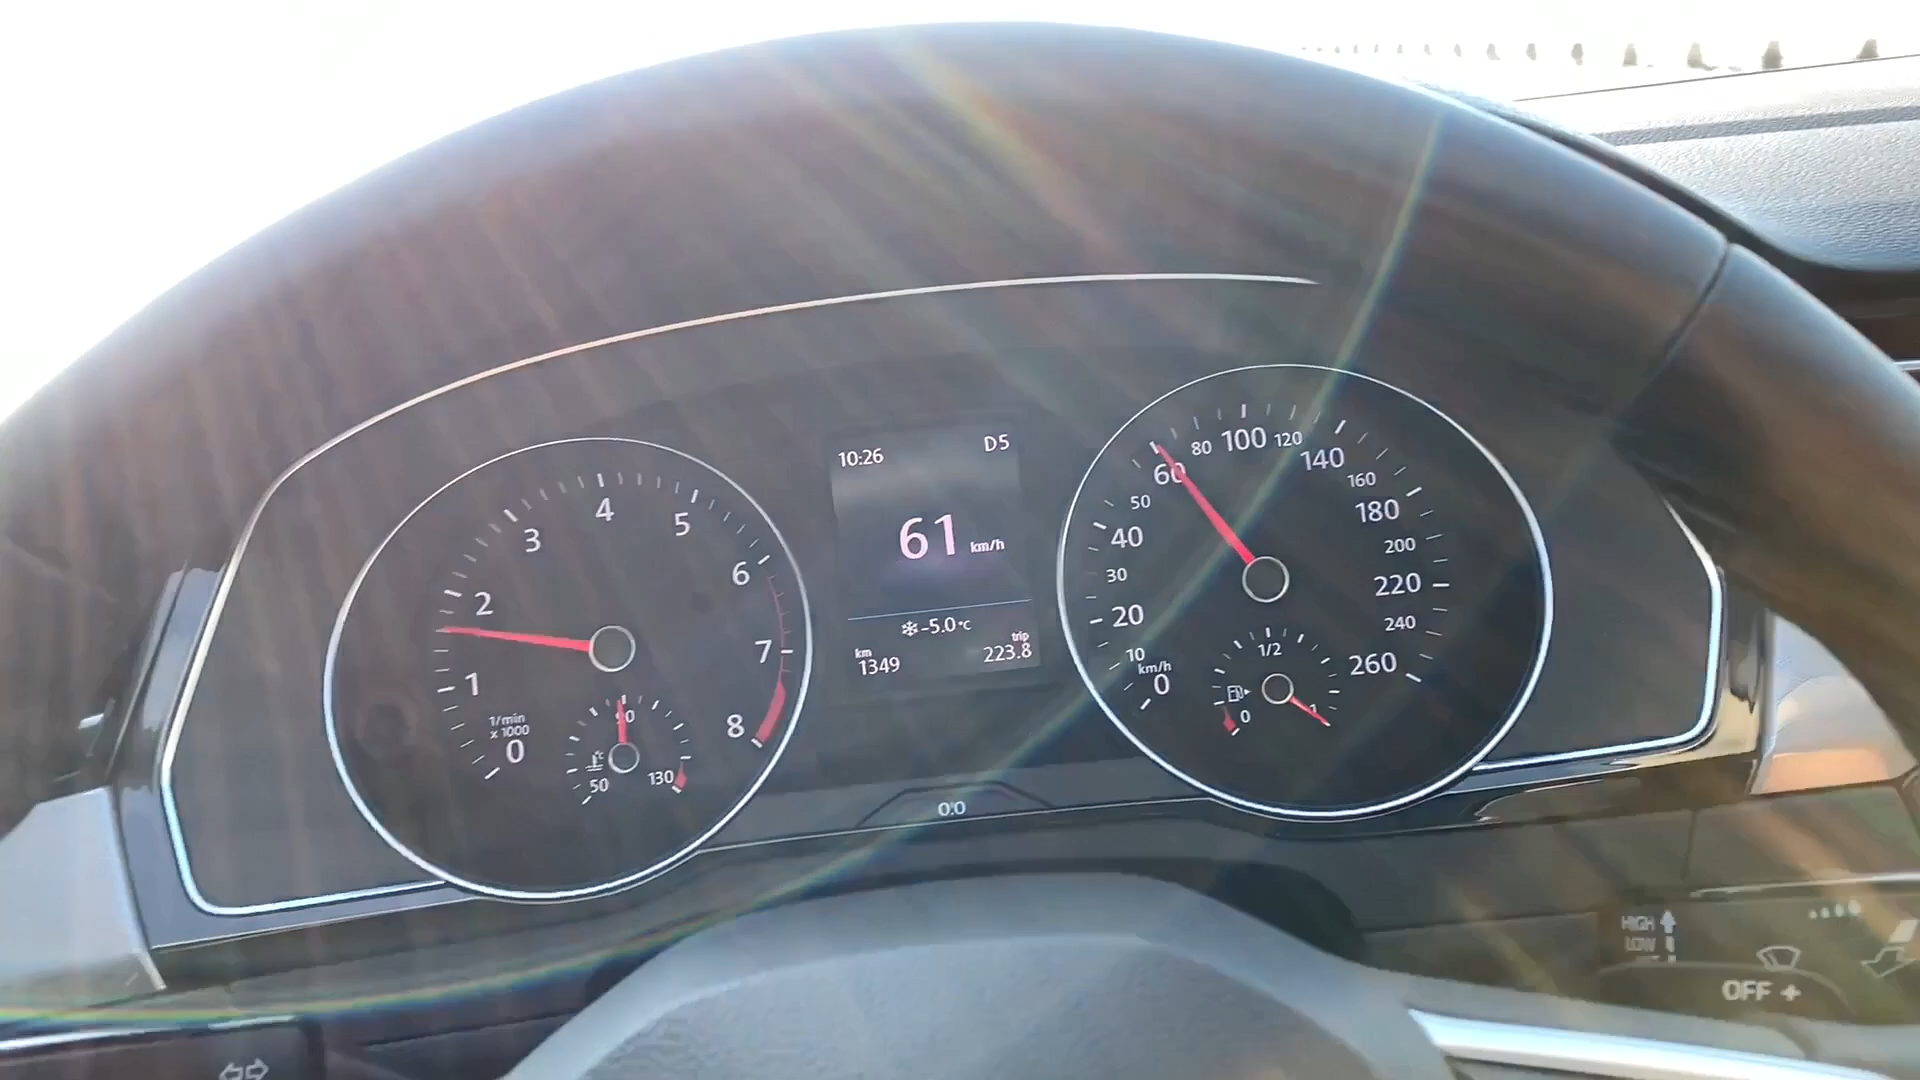 10:26 D5
61 km/h
-5.0°C
km
1349
trip
223.8
0 1 2 3 4 5 6 7 8
1/min
x 1000
50 90 130
°C
0 10 20 30 40 50 60 80 100 120 140 160 180 200 220 240 260
km/h
0 1/2 1
0:0
HIGH
LOW
OFF +